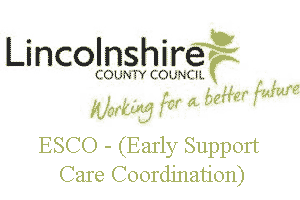 Lincolnshire
COUNTY COUNCIL
Working for a better future
ESCO - (Early Support
Care Coordination)